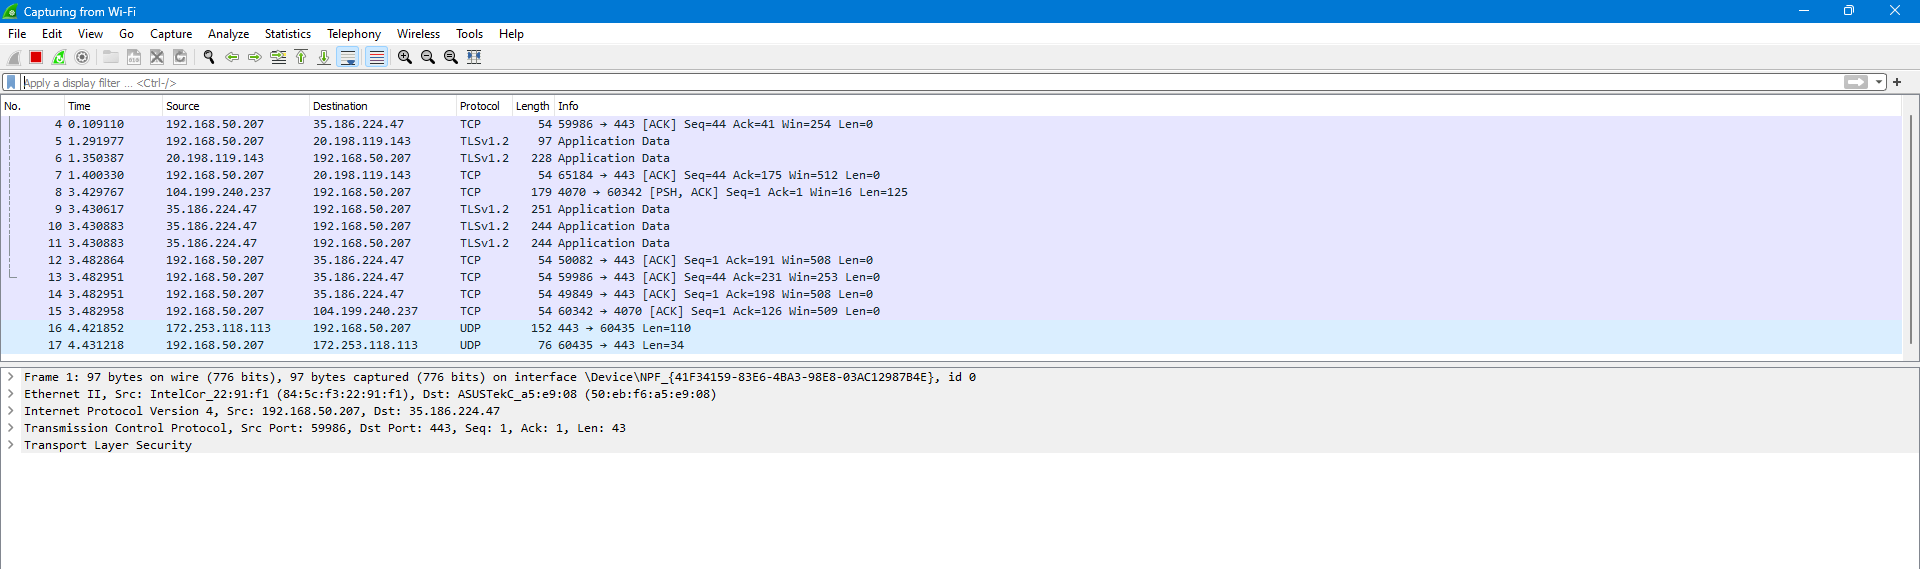 Capturing from Wi-Fi
File Edit View Go Capture Analyze Statistics Telephony Wireless Tools Help
Apply a display filter ... <Ctrl-/>
No. Time Source Destination Protocol Length Info
4 0.109110 192.168.50.207 35.186.224.47 TCP 54 59986 → 443 [ACK] Seq=44 Ack=41 Win=254 Len=0
5 1.291977 192.168.50.207 20.198.119.143 TLSv1.2 97 Application Data
6 1.350387 20.198.119.143 192.168.50.207 TLSv1.2 228 Application Data
7 1.400330 192.168.50.207 20.198.119.143 TCP 54 65184 → 443 [ACK] Seq=44 Ack=175 Win=512 Len=0
8 3.429767 104.199.240.237 192.168.50.207 TCP 179 4070 → 60342 [PSH, ACK] Seq=1 Ack=1 Win=16 Len=125
9 3.430617 35.186.224.47 192.168.50.207 TLSv1.2 251 Application Data
10 3.430883 35.186.224.47 192.168.50.207 TLSv1.2 244 Application Data
11 3.430883 35.186.224.47 192.168.50.207 TLSv1.2 244 Application Data
12 3.482864 192.168.50.207 35.186.224.47 TCP 54 50082 → 443 [ACK] Seq=1 Ack=191 Win=508 Len=0
13 3.482951 192.168.50.207 35.186.224.47 TCP 54 59986 → 443 [ACK] Seq=44 Ack=231 Win=253 Len=0
14 3.482951 192.168.50.207 35.186.224.47 TCP 54 49849 → 443 [ACK] Seq=1 Ack=198 Win=508 Len=0
15 3.482958 192.168.50.207 104.199.240.237 TCP 54 60342 → 4070 [ACK] Seq=1 Ack=126 Win=509 Len=0
16 4.421852 172.253.118.113 192.168.50.207 UDP 152 443 → 60435 Len=110
17 4.431218 192.168.50.207 172.253.118.113 UDP 76 60435 → 443 Len=34
Frame 1: 97 bytes on wire (776 bits), 97 bytes captured (776 bits) on interface \Device\NPF_{41F34159-83E6-4BA3-98E8-03AC12987B4E}, id 0
Ethernet II, Src: IntelCor_22:91:f1 (84:5c:f3:22:91:f1), Dst: ASUSTekC_a5:e9:08 (50:eb:f6:a5:e9:08)
Internet Protocol Version 4, Src: 192.168.50.207, Dst: 35.186.224.47
Transmission Control Protocol, Src Port: 59986, Dst Port: 443, Seq: 1, Ack: 1, Len: 43
Transport Layer Security